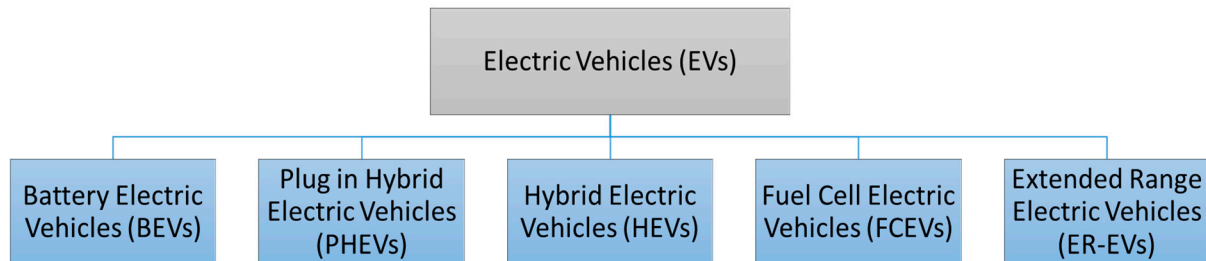 Electric Vehicles (EVs)
Battery Electric
Vehicles (BEVs)
Plug in Hybrid
Electric Vehicles
(PHEVs)
Hybrid Electric
Vehicles (HEVs)
Fuel Cell Electric
Vehicles (FCEVs)
Extended Range
Electric Vehicles
(ER-EVs)